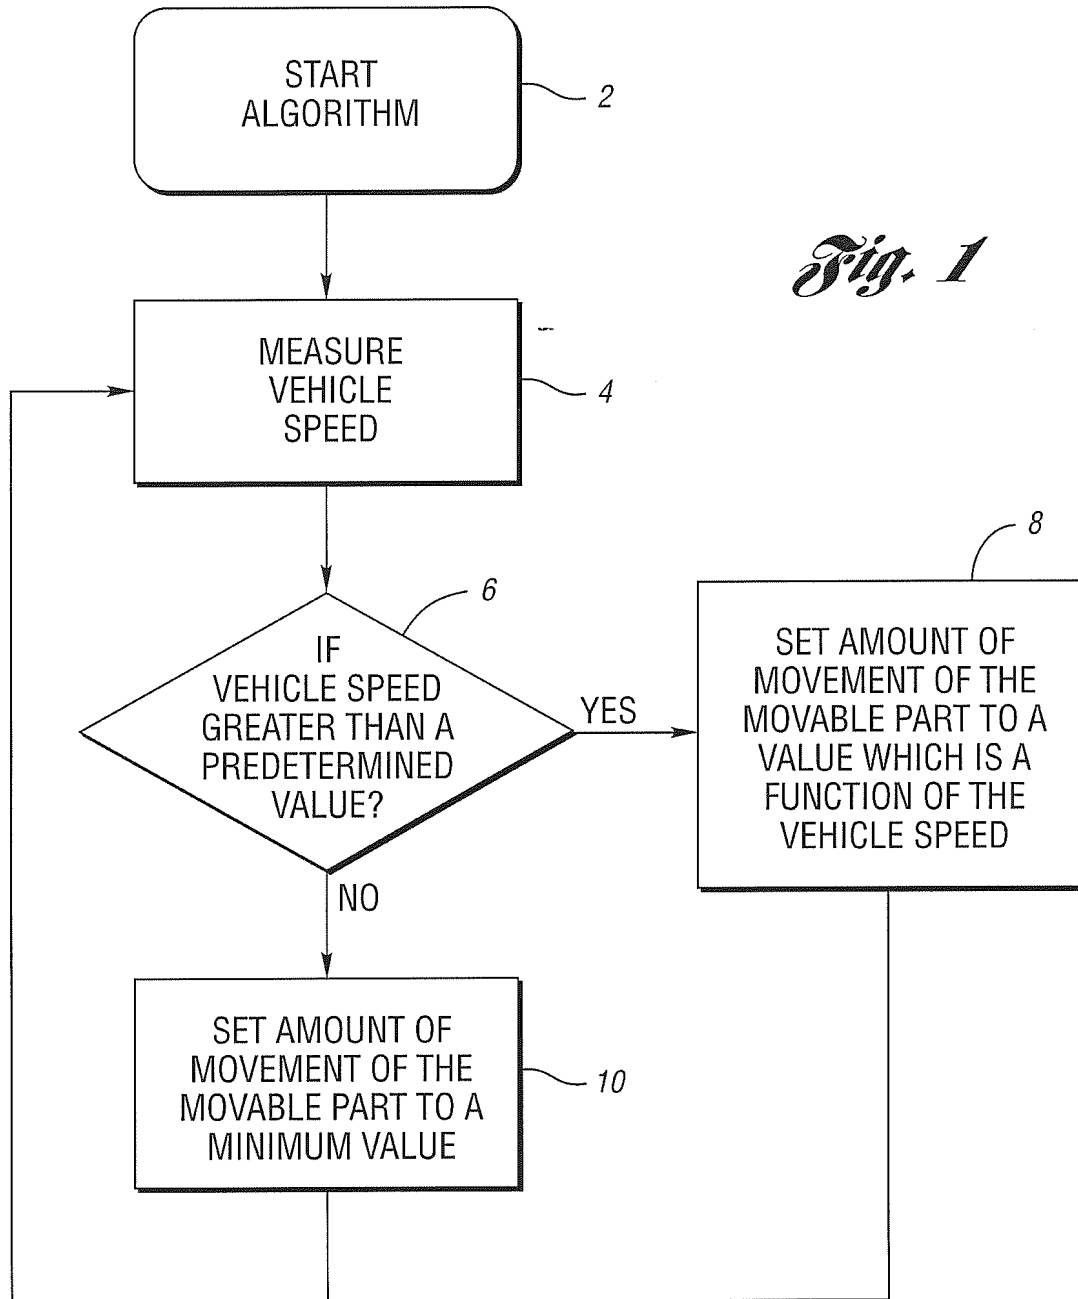 START
ALGORITHM
2
Fig. 1
MEASURE
VEHICLE
SPEED
4
6
IF
VEHICLE SPEED
GREATER THAN A
PREDETERMINED
VALUE?
YES
8
SET AMOUNT OF
MOVEMENT OF THE
MOVABLE PART TO A
VALUE WHICH IS A
FUNCTION OF THE
VEHICLE SPEED
NO
SET AMOUNT OF
MOVEMENT OF THE
MOVABLE PART TO A
MINIMUM VALUE
10